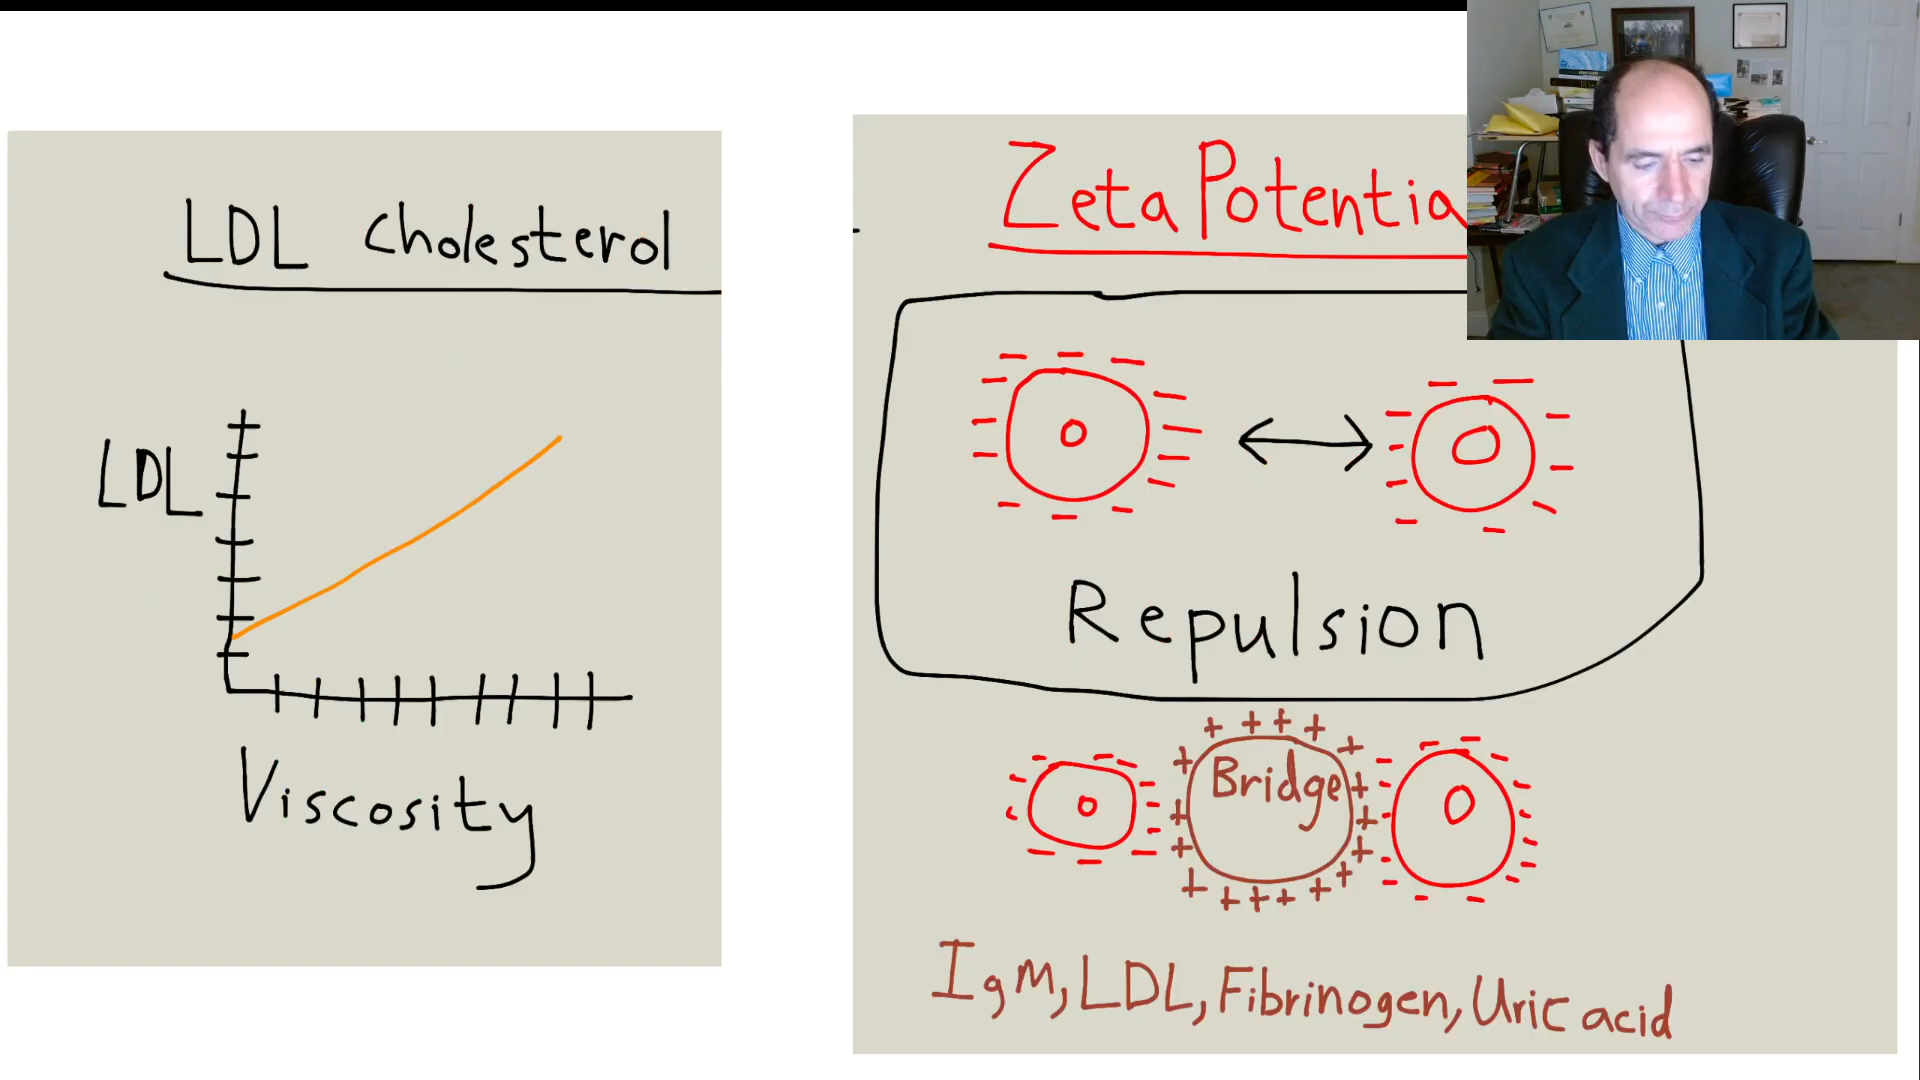 LDL Cholesterol
LDL
Viscosity
Zeta Potentia
Repulsion
Bridge
IgM, LDL, Fibrinogen, Uric acid